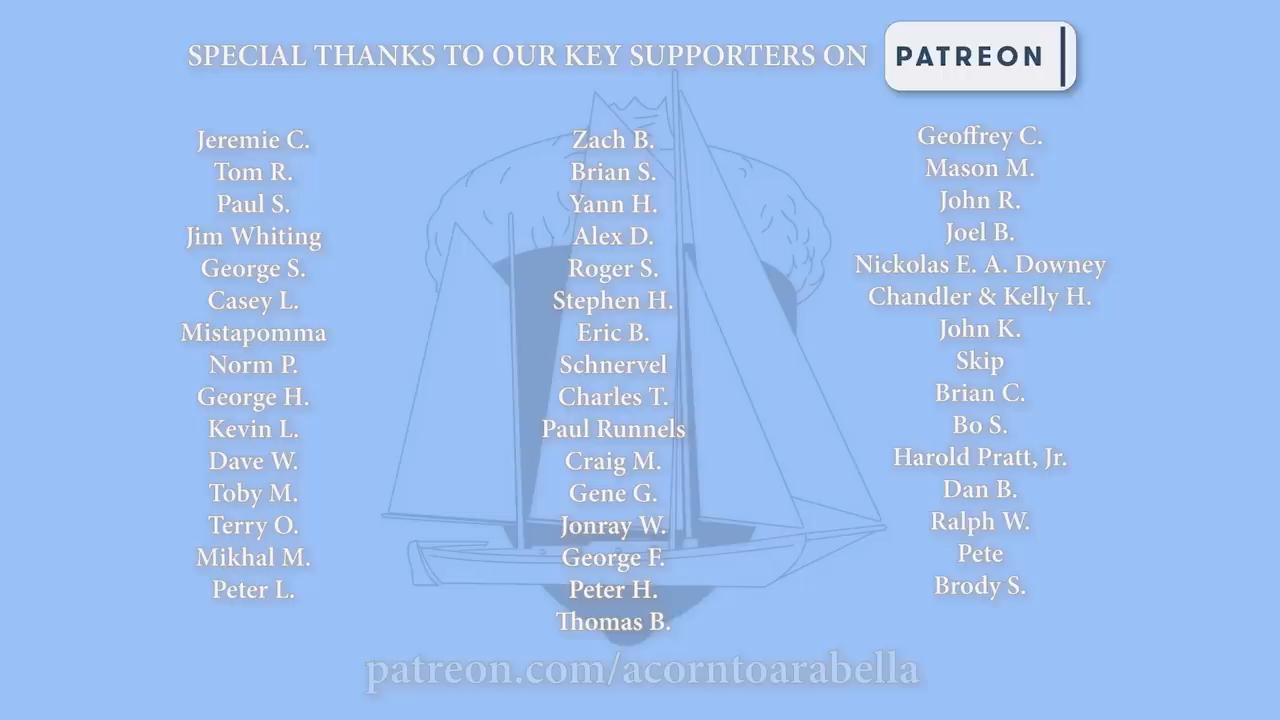 SPECIAL THANKS TO OUR KEY SUPPORTERS ON PATREON
Jeremie C.
Tom R.
Paul S.
Jim Whiting
George S.
Casey L.
Mistapomma
Norm P.
George H.
Kevin L.
Dave W.
Toby M.
Terry O.
Mikhal M.
Peter L.
Zach B.
Brian S.
Yann H.
Alex D.
Roger S.
Stephen H.
Eric B.
Schnervel
Charles T.
Paul Runnels
Craig M.
Gene G.
Jonray W.
George F.
Peter H.
Thomas B.
Geoffrey C.
Mason M.
John R.
Joel B.
Nickolas E. A. Downey
Chandler & Kelly H.
John K.
Skip
Brian C.
Bo S.
Harold Pratt, Jr.
Dan B.
Ralph W.
Pete
Brody S.
patreon.com/acorntoarabella